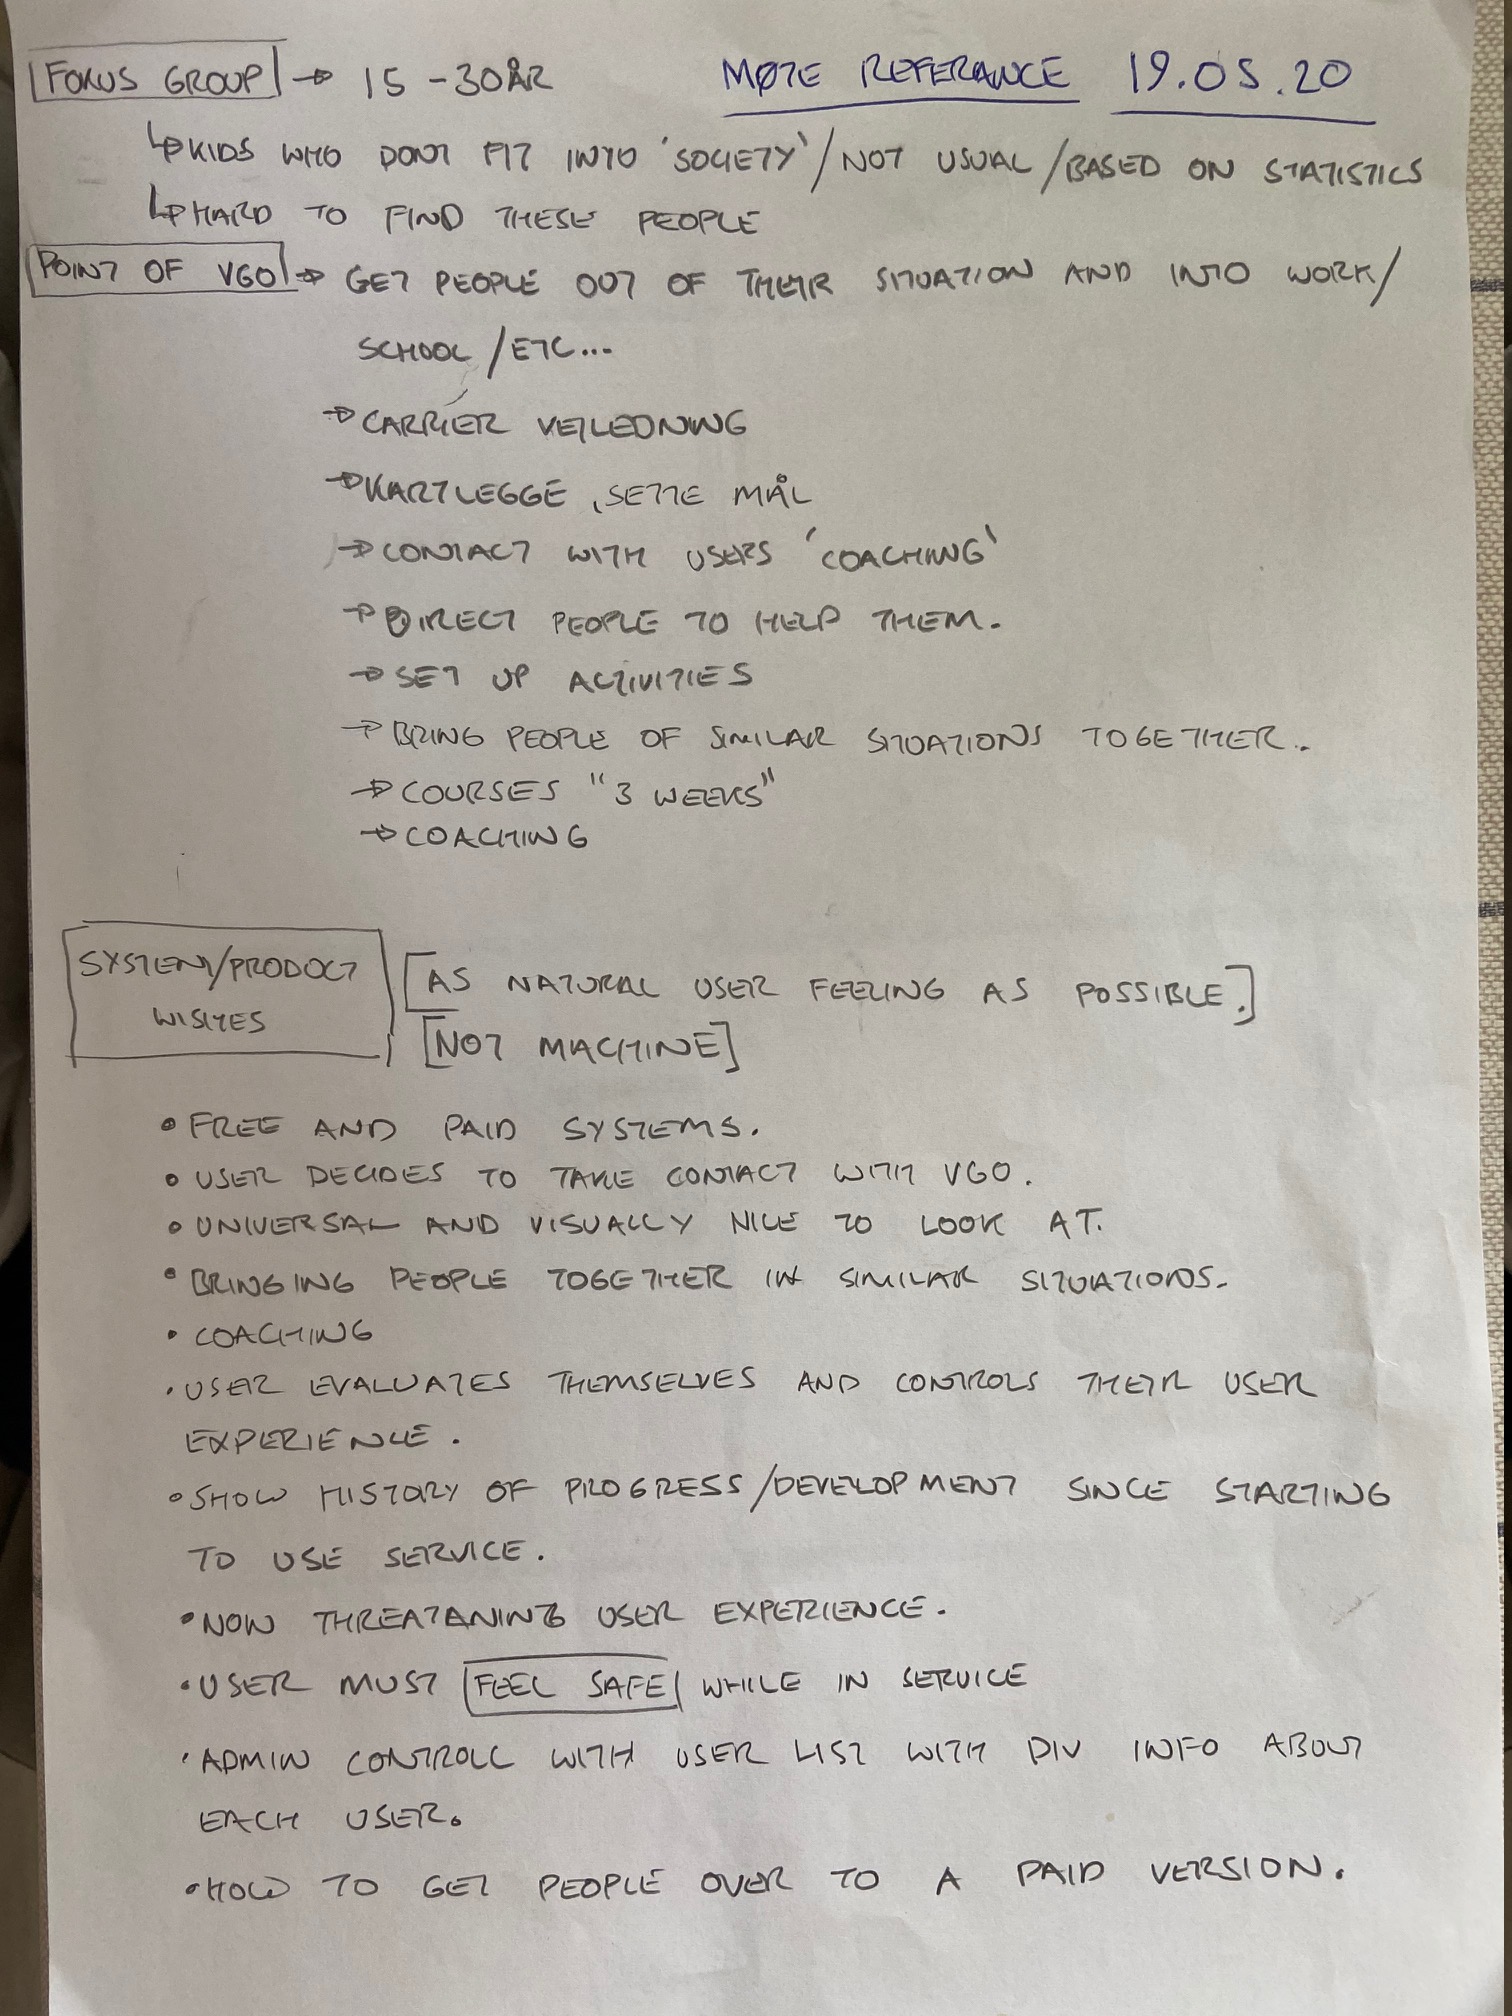 FOKUS GROUP → 15 - 30 ÅR
MØTE REFERANCE 19.05.20
↳ KIDS WHO DONT FIT INTO 'SOCIETY' / NOT USUAL / BASED ON STATISTICS
↳ HARD TO FIND THESE PEOPLE
POINT OF VGO → GET PEOPLE OUT OF THEIR SITUATION AND INTO WORK/
SCHOOL / ETC...
→ CARRIER VEILEDNING
→ KARTLEGGE, SETTE MÅL
→ CONTACT WITH USERS 'COACHING'
→ DIRECT PEOPLE TO HELP THEM.
→ SET UP ACTIVITIES
→ BRING PEOPLE OF SIMILAR SITUATIONS TOGETHER.
→ COURSES "3 WEEKS"
→ COACHING
SYSTEM/PRODUCT
WISHES
[AS NATURAL USER FEELING AS POSSIBLE.]
[NOT MACHINE]
• FREE AND PAID SYSTEMS.
• USER DECIDES TO TAKE CONTACT WITH VGO.
• UNIVERSAL AND VISUALLY NICE TO LOOK AT.
• BRINGING PEOPLE TOGETHER IN SIMILAR SITUATIONS.
• COACHING
• USER EVALUATES THEMSELVES AND CONTROLS THEIR USER
EXPERIENCE.
• SHOW HISTORY OF PROGRESS/DEVELOPMENT SINCE STARTING
TO USE SERVICE.
• NON THREATANING USER EXPERIENCE.
• USER MUST FEEL SAFE WHILE IN SERVICE
• ADMIN CONTROLL WITH USER LIST WITH DIV INFO ABOUT
EACH USER.
• HOW TO GET PEOPLE OVER TO A PAID VERSION.